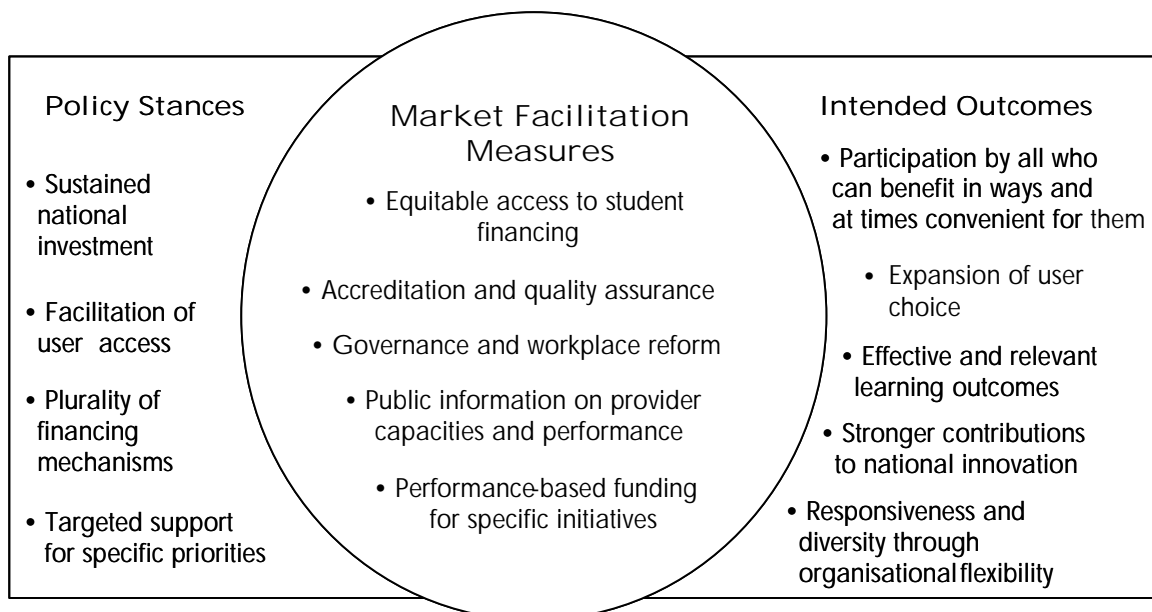 Policy Stances
• Sustained
national
investment
• Facilitation of
user access
• Plurality of
financing
mechanisms
• Targeted support
for specific priorities
Market Facilitation
Measures
• Equitable access to student
financing
• Accreditation and quality assurance
• Governance and workplace reform
• Public information on provider
capacities and performance
• Performance-based funding
for specific initiatives
Intended Outcomes
• Participation by all who
can benefit in ways and
at times convenient for them
• Expansion of user
choice
• Effective and relevant
learning outcomes
• Stronger contributions
to national innovation
• Responsiveness and
diversity through
organisational flexibility